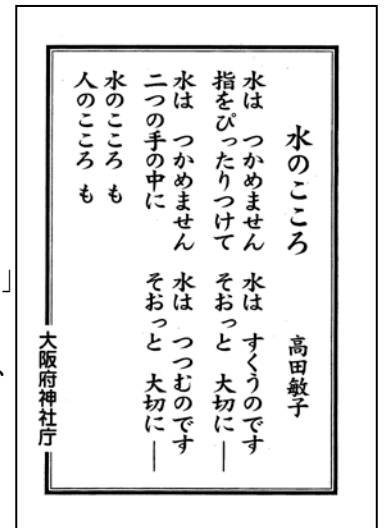 水のこころ
高田敏子
水は つかめません 水は すくうのです
指をぴったりつけて そおっと 大切に――
水は つかめません 水は つつむのです
二つの手の中に そおっと 大切に――
水のこころ も
人のこころ も
大阪府神社庁
」
、